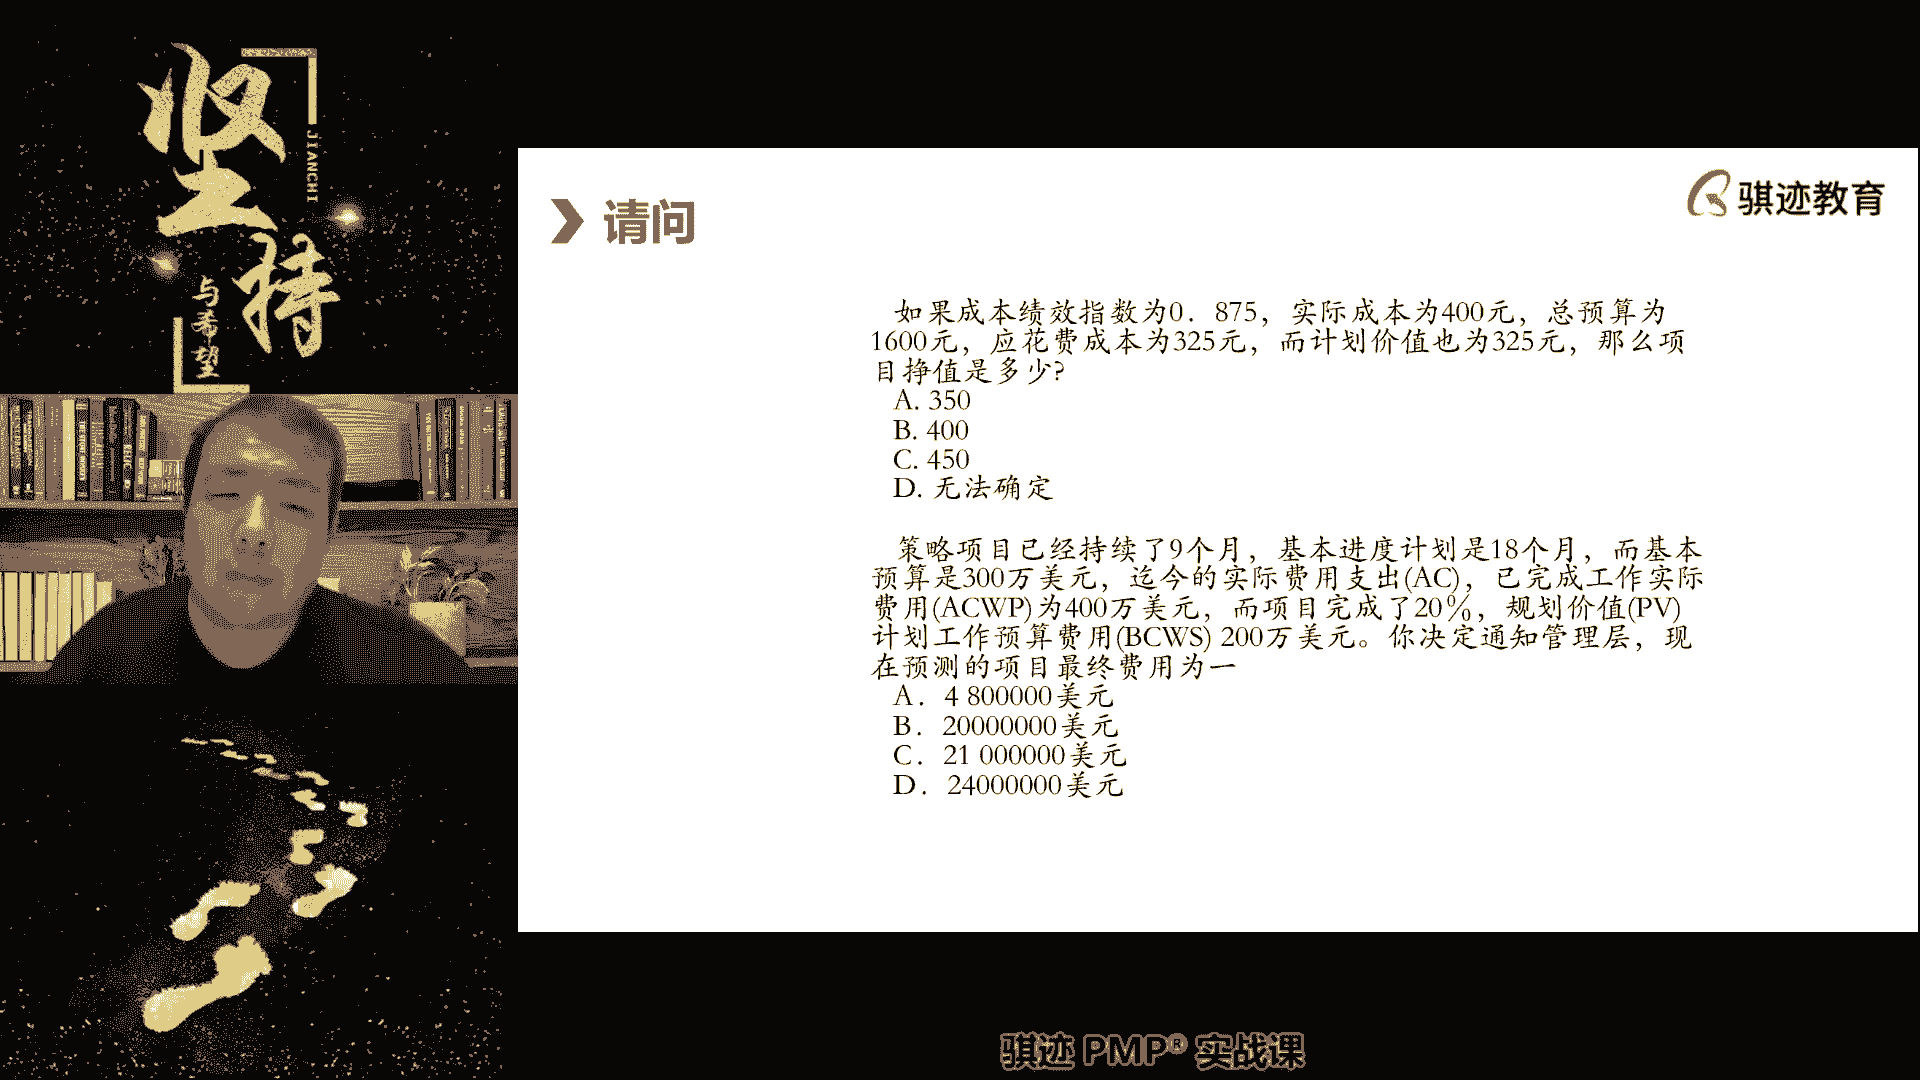 坚持
JIANCHI
与希望
骐迹教育
请问
如果成本绩效指数为0．875，实际成本为400元，总预算为
1600元，应花费成本为325元，而计划价值也为325元，那么项
目挣值是多少?
A. 350
B. 400
C. 450
D. 无法确定
策略项目已经持续了9个月，基本进度计划是18个月，而基本
预算是300万美元，迄今的实际费用支出(AC)，已完成工作实际
费用(ACWP)为400万美元，而项目完成了20％，规划价值(PV)
计划工作预算费用(BCWS) 200万美元。你决定通知管理层，现
在预测的项目最终费用为一
A．4 800000美元
B．20000000美元
C．21 000000美元
D．24000000美元
骐迹 PMP® 实战课